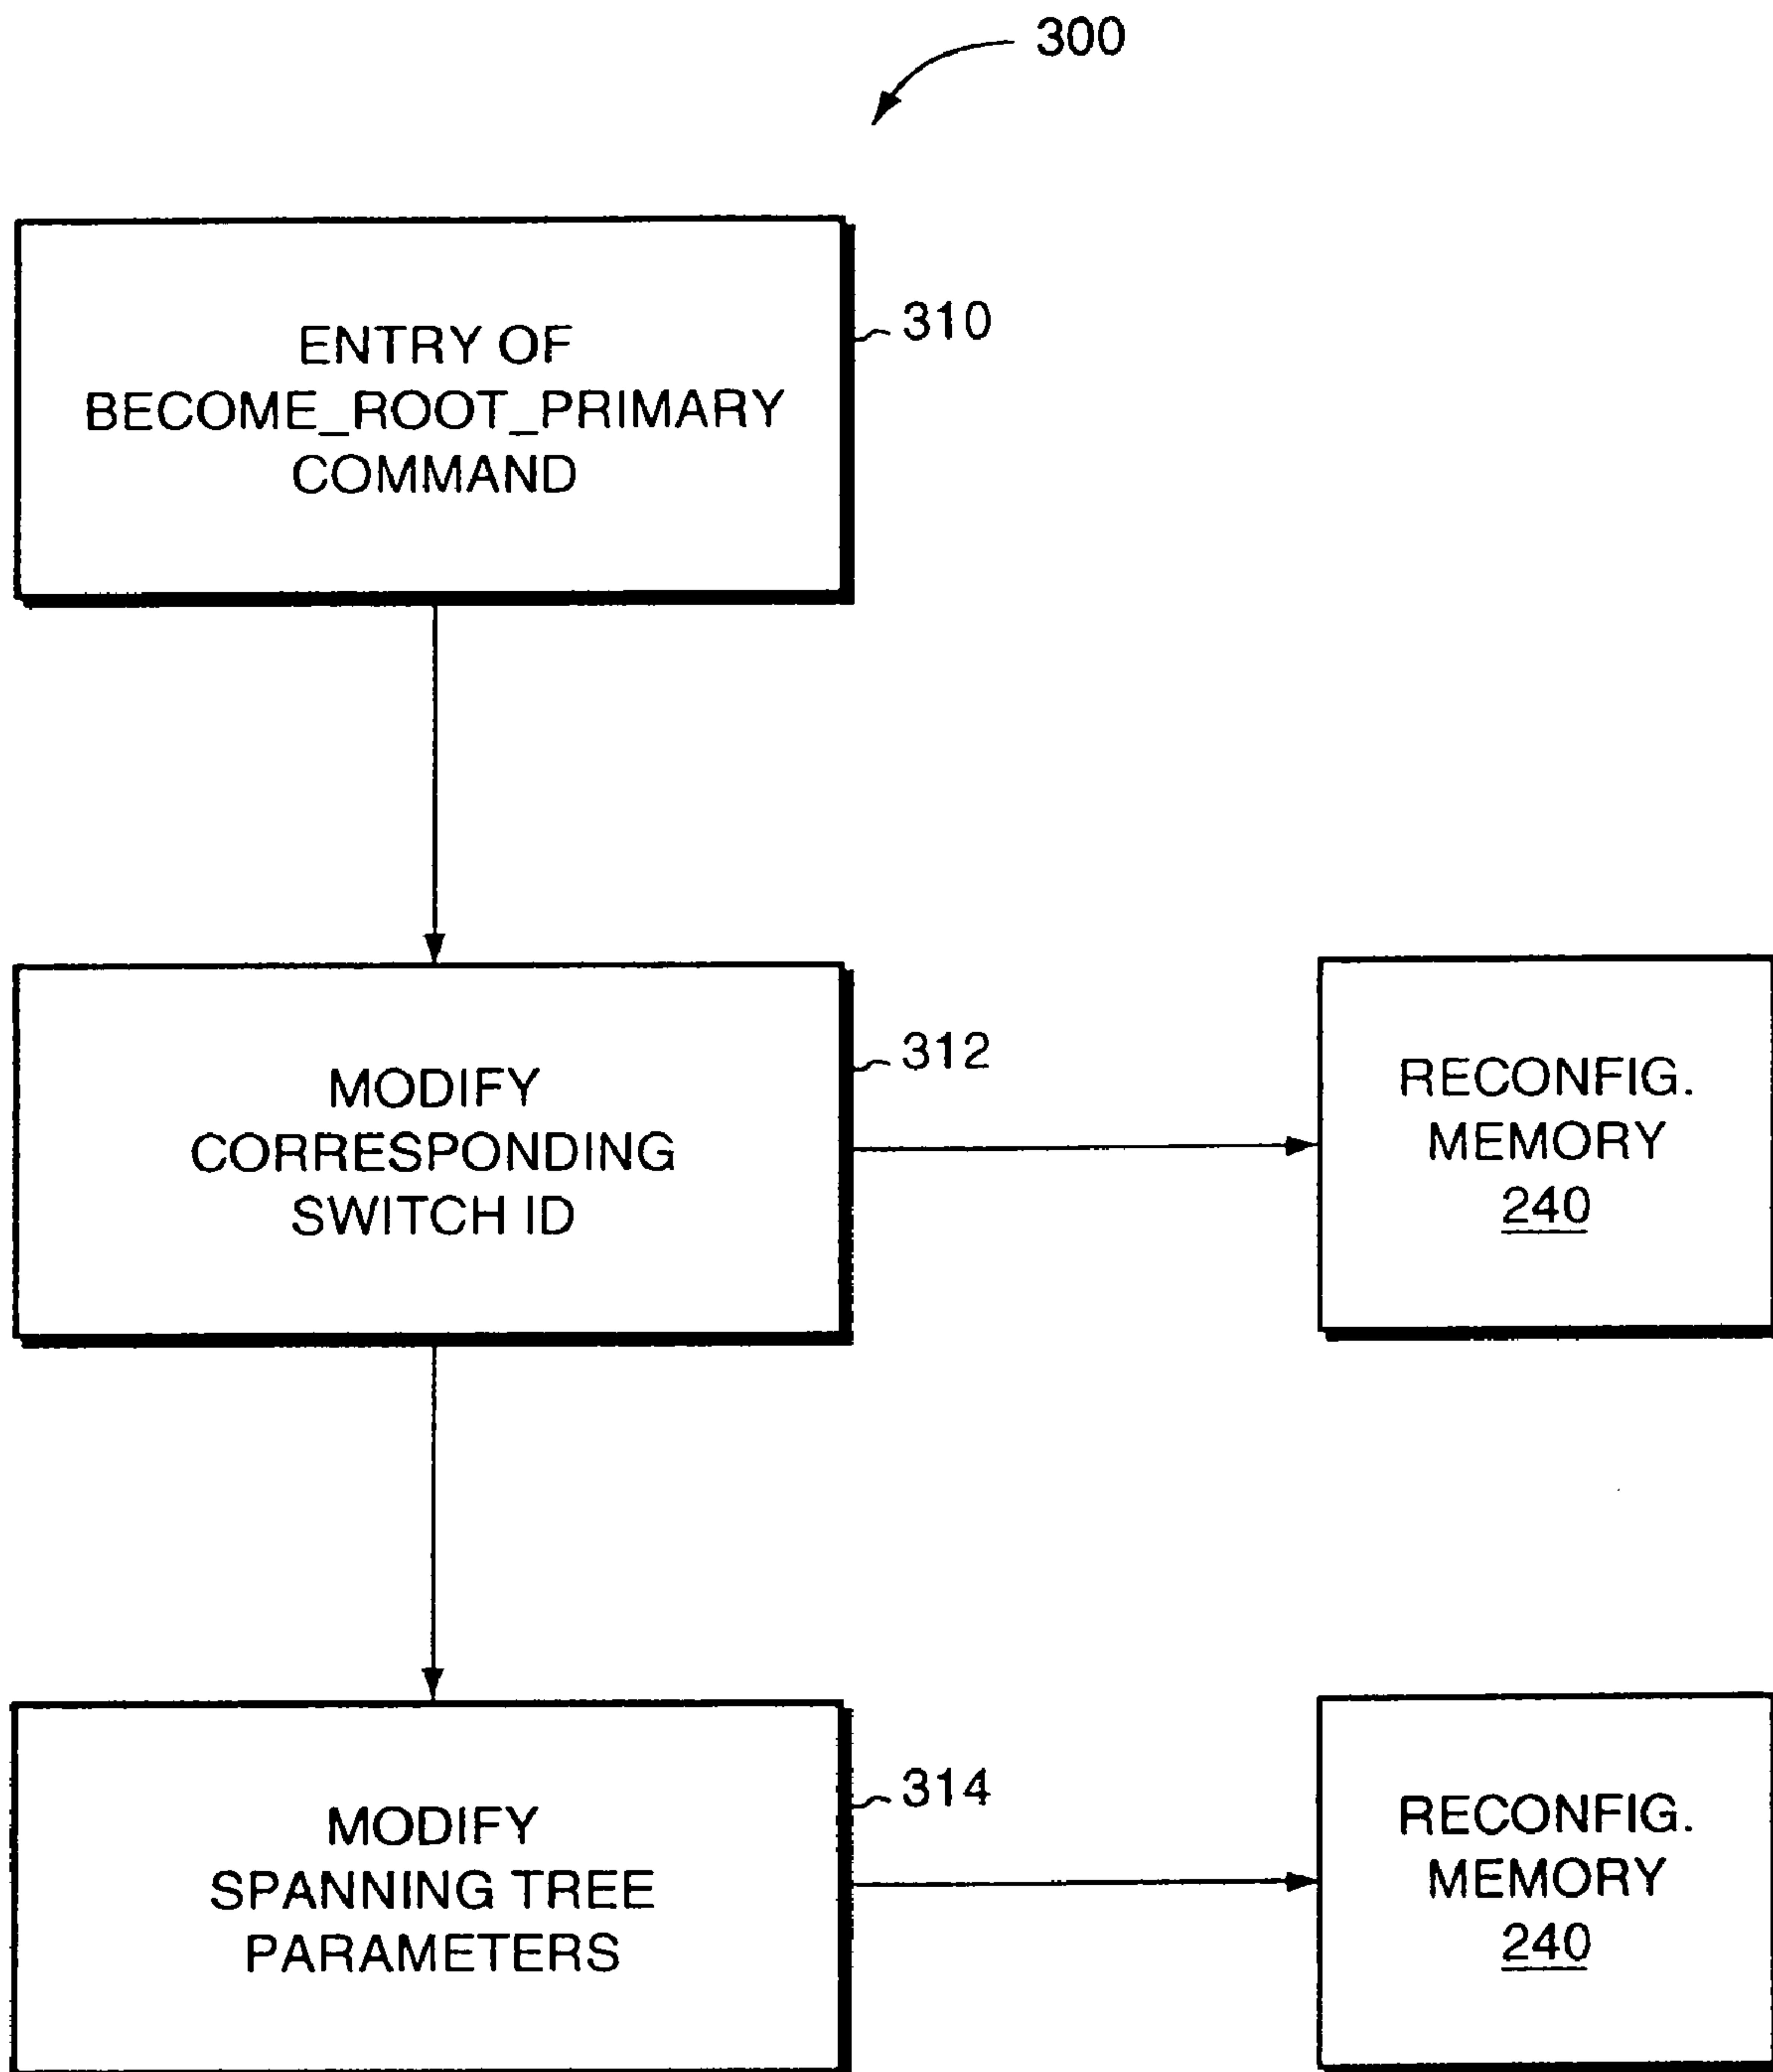 300
ENTRY OF
BECOME_ROOT_PRIMARY
COMMAND
310
MODIFY
CORRESPONDING
SWITCH ID
312
RECONFIG.
MEMORY
240
MODIFY
SPANNING TREE
PARAMETERS
314
RECONFIG.
MEMORY
240